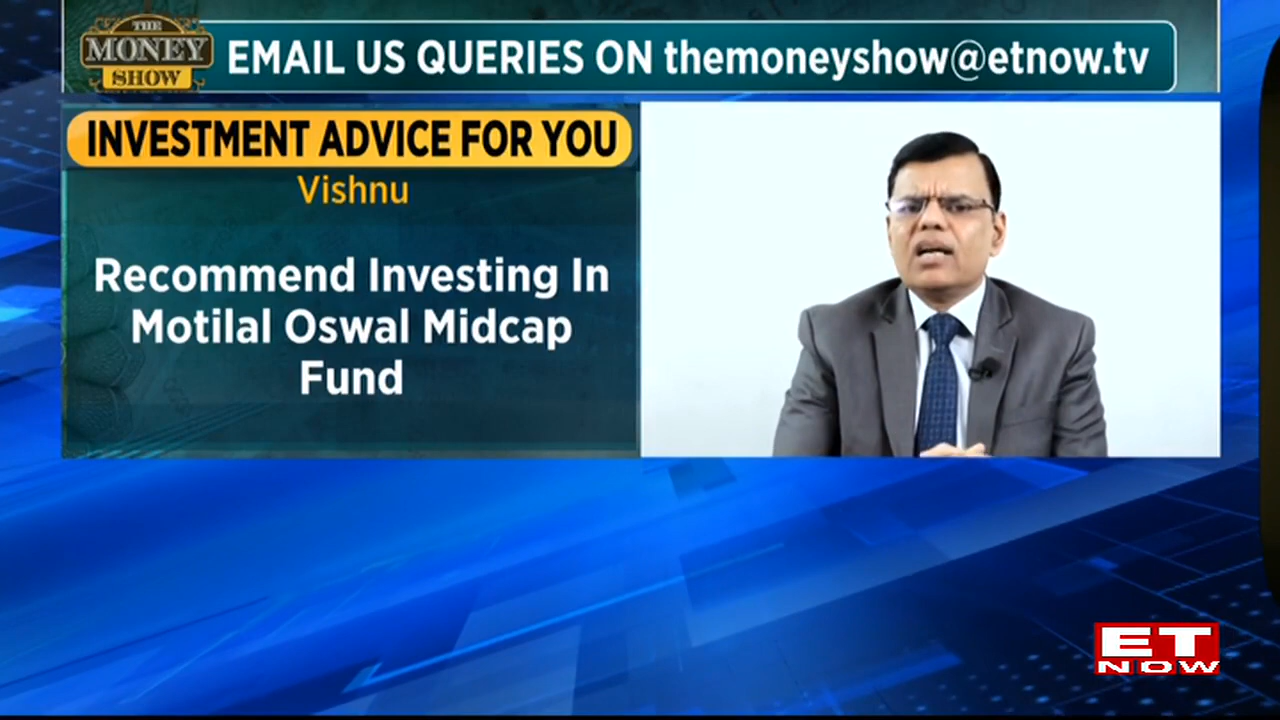 THE
MONEY
SHOW
EMAIL US QUERIES ON themoneyshow@etnow.tv
INVESTMENT ADVICE FOR YOU
Vishnu
Recommend Investing In
Motilal Oswal Midcap
Fund
ET
NOW